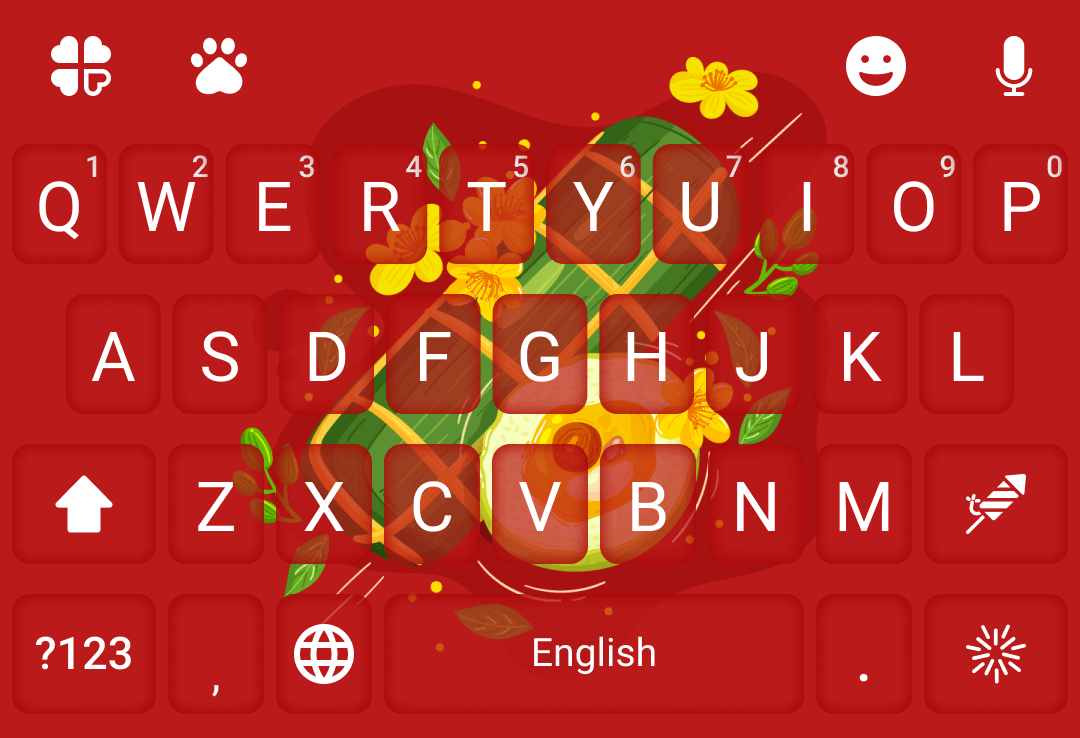 1 2 3 4 5 6 7 8 9 0
Q W E R T Y U I O P
A S D F G H J K L
Z X C V B N M
?123 , English .